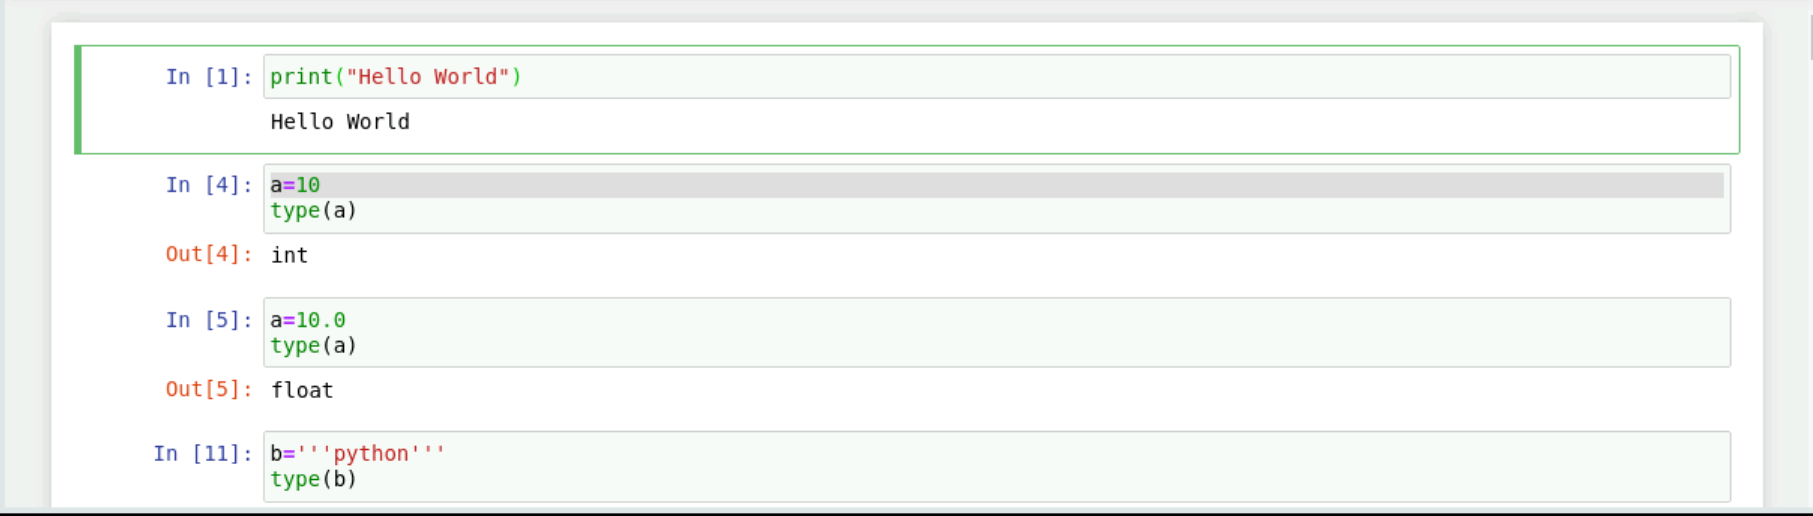 In [1]: print("Hello World")
Hello World
In [4]: a=10
type(a)
Out[4]: int
In [5]: a=10.0
type(a)
Out[5]: float
In [11]: b='''python'''
type(b)